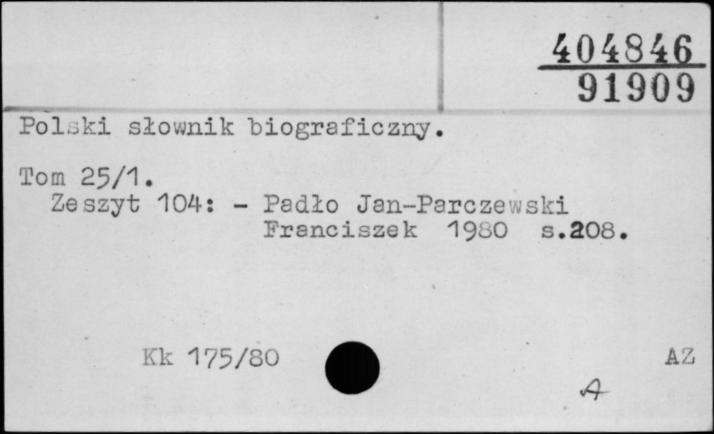 404846
91909
Polski słownik biograficzny.
Tom 25/1.
Zeszyt 104: - Padło Jan-Parczewski
Franciszek 1980 s.208.
Kk 175/80
AZ
A